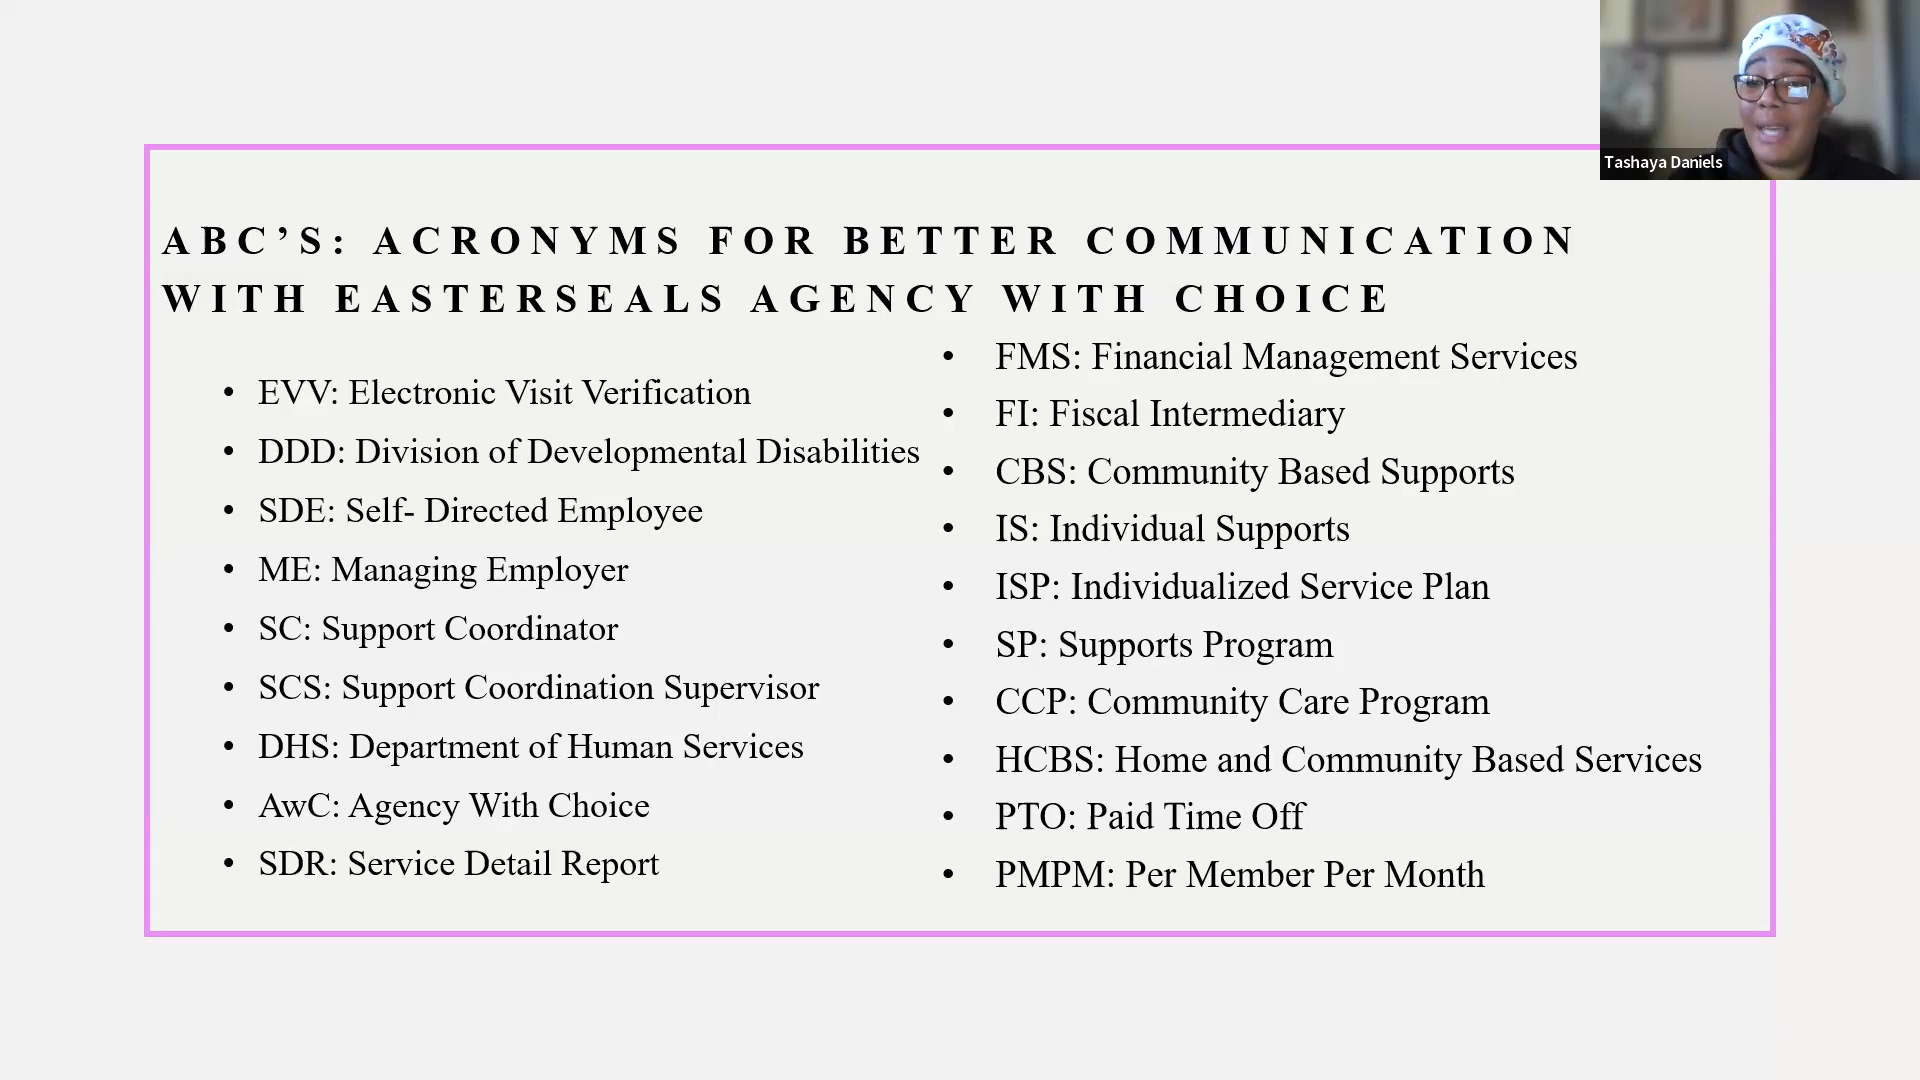 Tashaya Daniels
ABC’S: ACRONYMS FOR BETTER COMMUNICATION
WITH EASTERSEALS AGENCY WITH CHOICE
• EVV: Electronic Visit Verification
• DDD: Division of Developmental Disabilities
• SDE: Self- Directed Employee
• ME: Managing Employer
• SC: Support Coordinator
• SCS: Support Coordination Supervisor
• DHS: Department of Human Services
• AwC: Agency With Choice
• SDR: Service Detail Report
• FMS: Financial Management Services
• FI: Fiscal Intermediary
• CBS: Community Based Supports
• IS: Individual Supports
• ISP: Individualized Service Plan
• SP: Supports Program
• CCP: Community Care Program
• HCBS: Home and Community Based Services
• PTO: Paid Time Off
• PMPM: Per Member Per Month